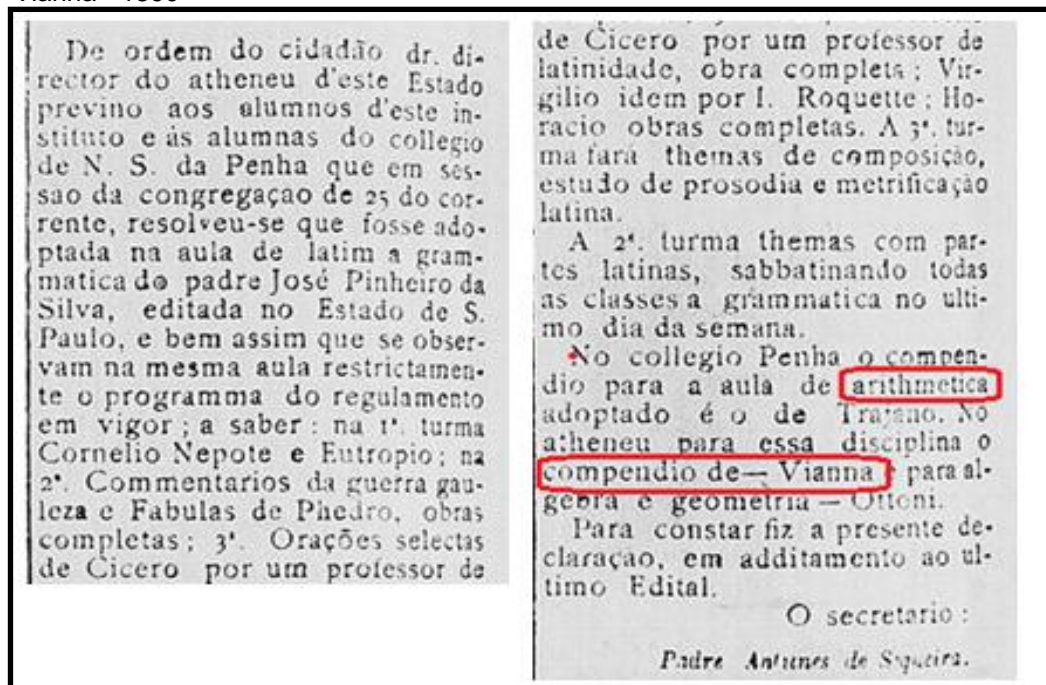 De ordem do cidadão dr. di-
rector do atheneu d'este Estado
previno aos alumnos d'este in-
stituto e ás alumnas do collegio
de N. S. da Penha que em ses-
sao da congregaçao de 25 do cor-
rente, resolveu-se que fosse ado-
ptada na aula de latim a gram-
matica do padre José Pinheiro da
Silva, editada no Estado de S.
Paulo, e bem assim que se obser-
vam na mesma aula restrictamen-
te o programma do regulamento
em vigor; a saber: na 1ª. turma
Cornelio Nepote e Eutropio; na
2ª. Commentarios da guerra gau-
leza e Fabulas de Phedro, obras
completas; 3ª. Orações selectas
de Cicero por um professor de
de Cicero por um professor de
latinidade, obra completa; Vir-
gilio idem por I. Roquette; Ho-
racio obras completas. A 3ª. tur-
ma fará themas de composição,
estudo de prosodia e metrificação
latina.
A 2ª. turma themas com par-
tes latinas, sabbatinando todas
as classes a grammatica no ulti-
mo dia da semana.
No collegio Penha o compen-
dio para a aula de arithmetica
adoptado é o de Trajano. No
atheneu para essa disciplina o
compendio de — Vianna e para al-
gebra e geometria — Ottoni.
Para constar fiz a presente de-
claraçao, em additamento ao ul-
timo Edital.
O secretario:
Padre Antunes de Siqueira.